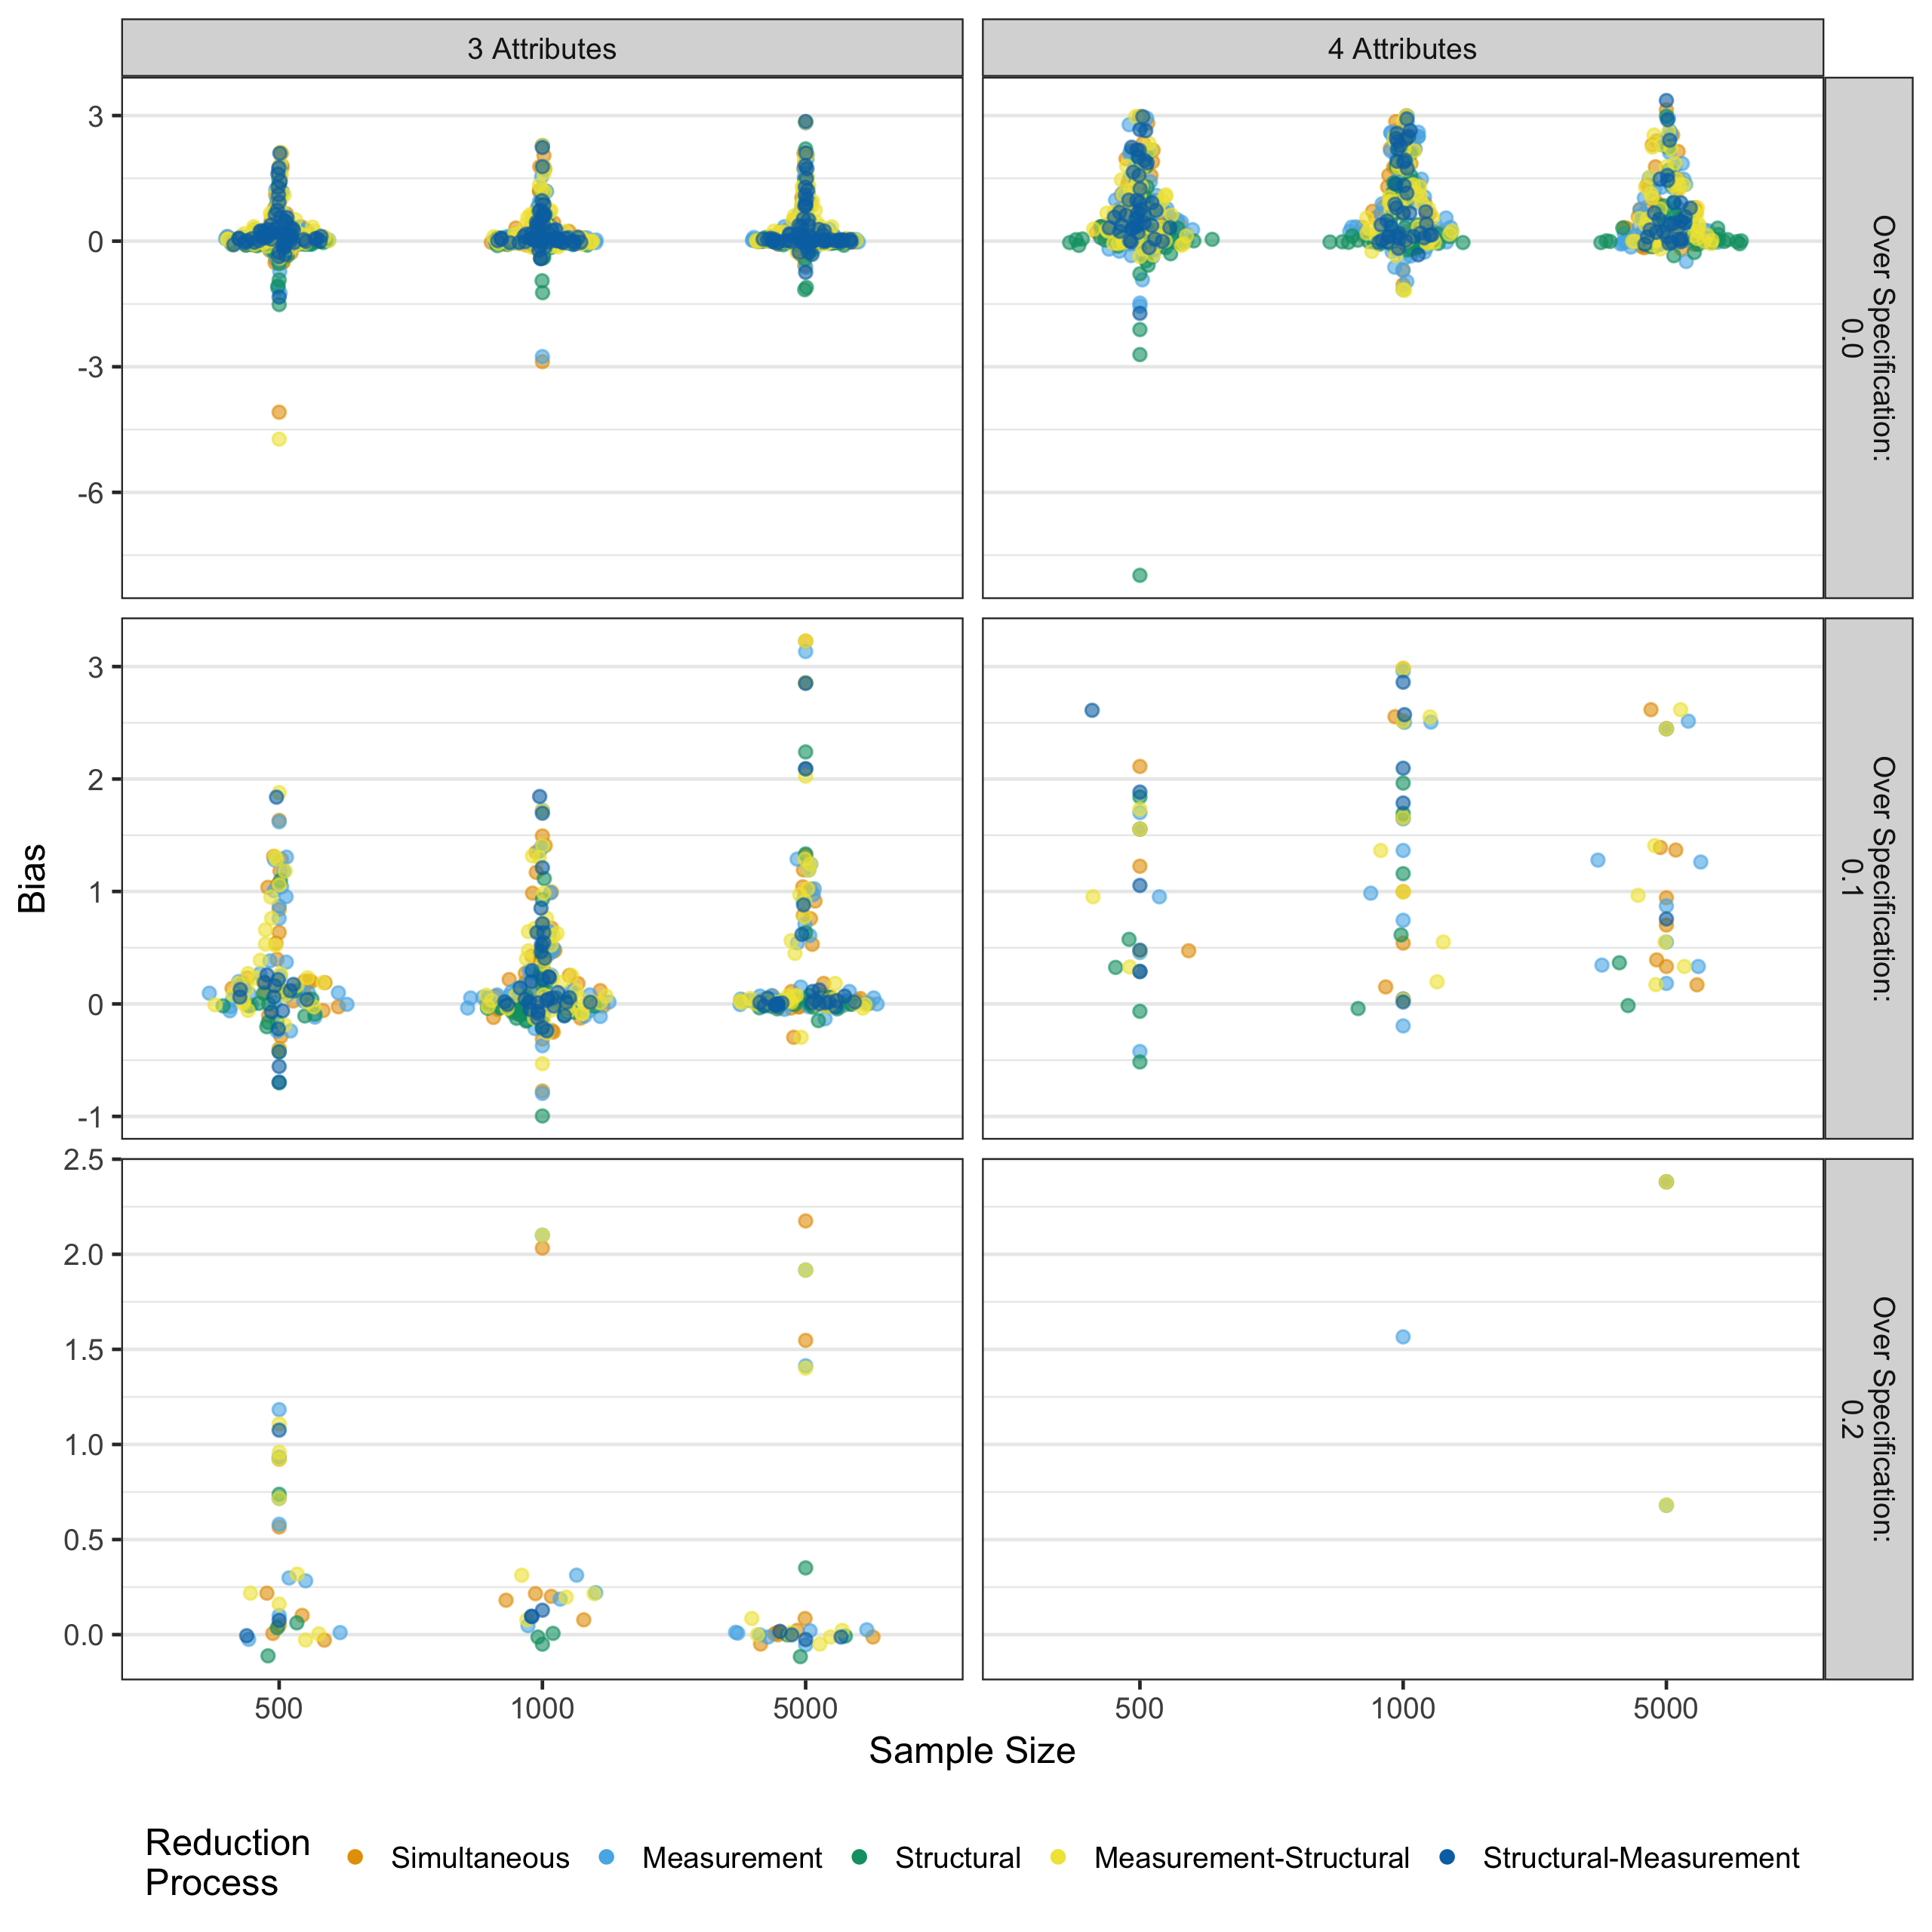 3 Attributes
4 Attributes
3
0
-3
-6
Over Specification:
0.0
Bias
3
2
1
0
-1
Over Specification:
0.1
2.5
2.0
1.5
1.0
0.5
0.0
Over Specification:
0.2
500
1000
5000
500
1000
5000
Sample Size
Reduction
Process
Simultaneous
Measurement
Structural
Measurement-Structural
Structural-Measurement